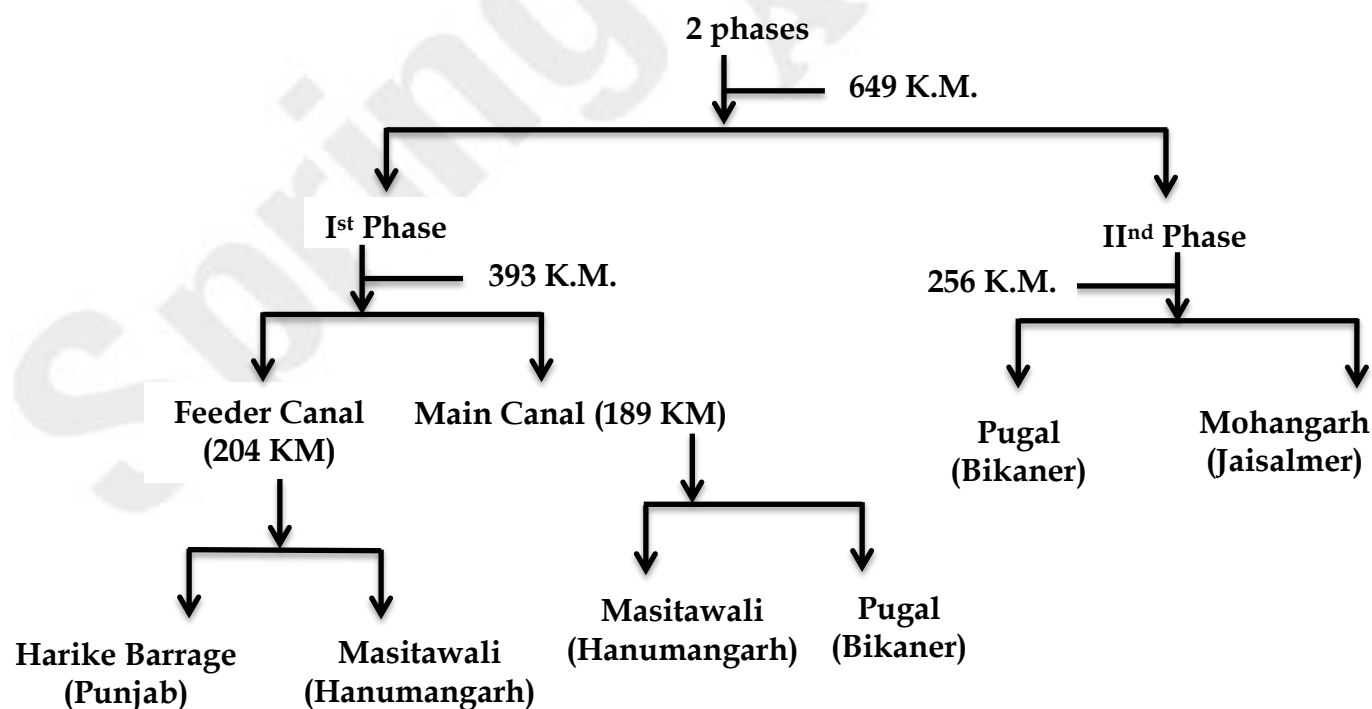 2 phases
649 K.M.
Ist Phase
IInd Phase
393 K.M.
256 K.M.
Feeder Canal
(204 KM)
Main Canal (189 KM)
Pugal
(Bikaner)
Mohangarh
(Jaisalmer)
Masitawali
(Hanumangarh)
Pugal
(Bikaner)
Harike Barrage
(Punjab)
Masitawali
(Hanumangarh)
Spring